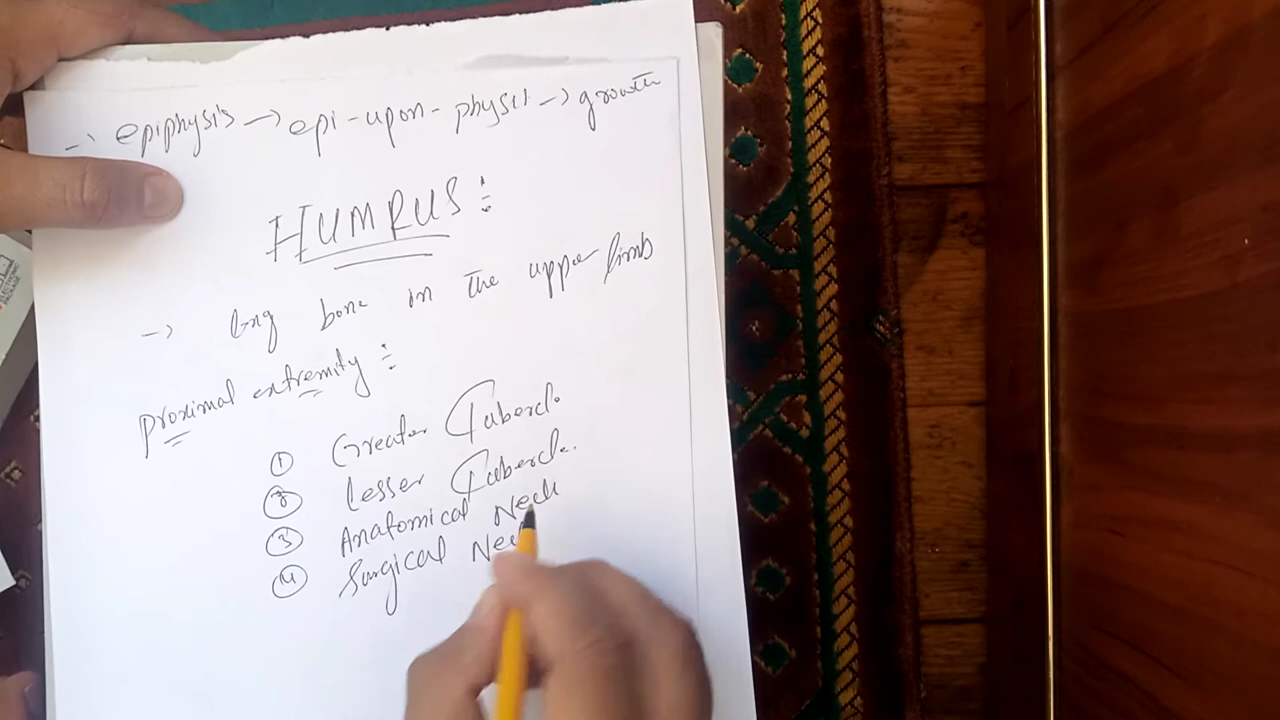 -> epiphysis -> epi-upon-physis -> growth
HUMRUS :
-> long bone in the upper limb
proximal extremity :
① Greater Tubercle
② Lesser Tubercle.
③ Anatomical Neck
④ Surgical Neck